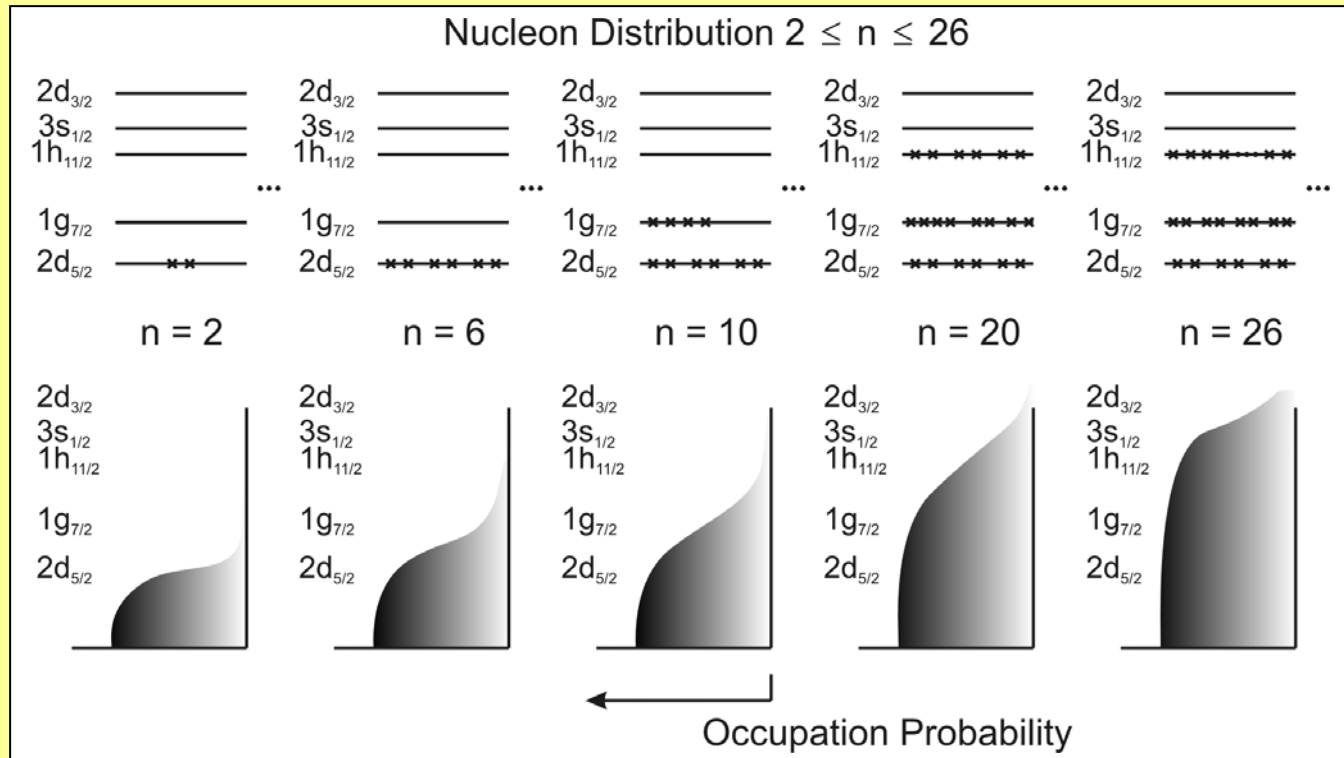 Nucleon Distribution 2 ≤ n ≤ 26
2d3/2 2d3/2 2d3/2 2d3/2 2d3/2
3s1/2 3s1/2 3s1/2 3s1/2 3s1/2
1h11/2 1h11/2 1h11/2 1h11/2 1h11/2
... ... ... ... ...
1g7/2 1g7/2 1g7/2 1g7/2 1g7/2
2d5/2 2d5/2 2d5/2 2d5/2 2d5/2
n = 2 n = 6 n = 10 n = 20 n = 26
2d3/2 2d3/2 2d3/2 2d3/2 2d3/2
3s1/2 3s1/2 3s1/2 3s1/2 3s1/2
1h11/2 1h11/2 1h11/2 1h11/2 1h11/2
1g7/2 1g7/2 1g7/2 1g7/2 1g7/2
2d5/2 2d5/2 2d5/2 2d5/2 2d5/2
Occupation Probability